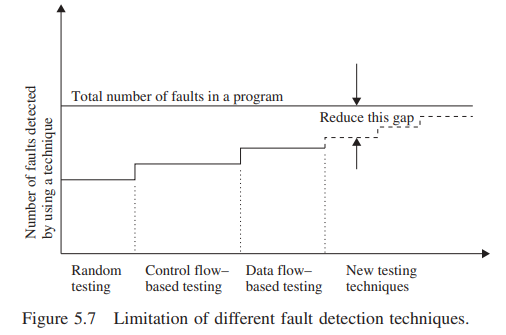 Number of faults detected
by using a technique
Total number of faults in a program
Reduce this gap
Random
testing
Control flow–
based testing
Data flow–
based testing
New testing
techniques
Figure 5.7 Limitation of different fault detection techniques.